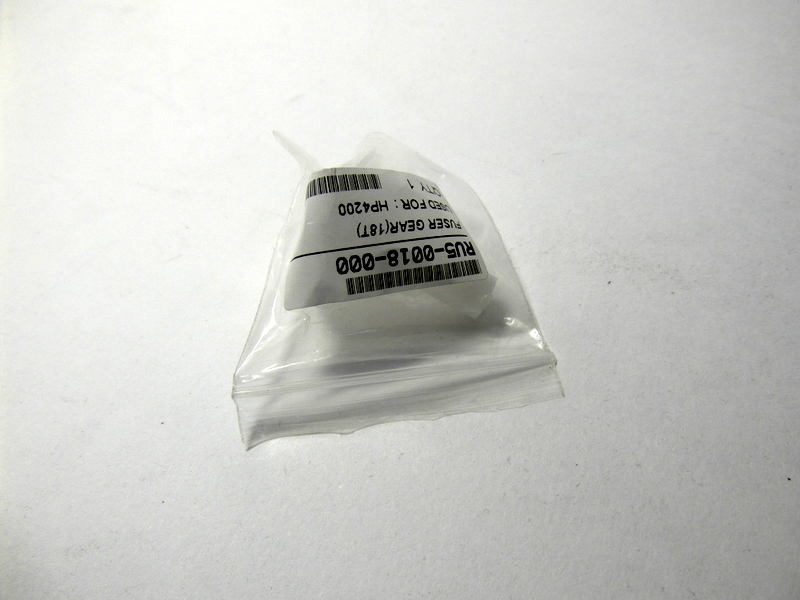 RU5-0018-000
FUSER GEAR(18T)
USED FOR : HP4200
QTY 1